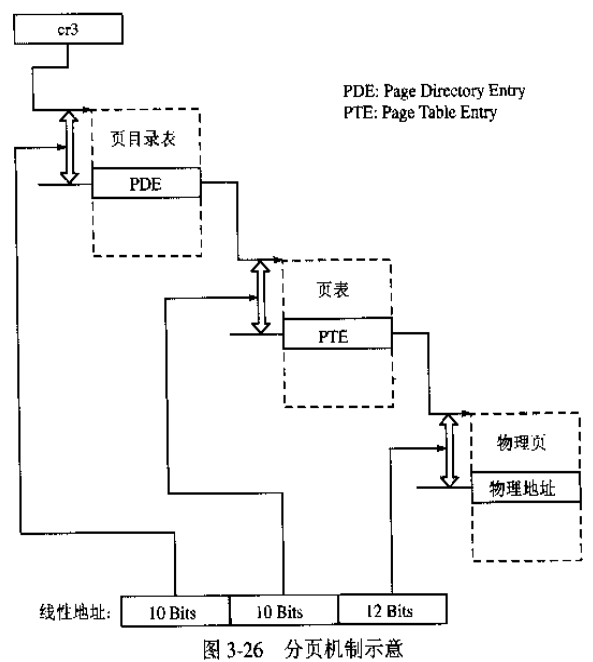 cr3
PDE: Page Directory Entry
PTE: Page Table Entry
页目录表
PDE
页表
PTE
物理页
物理地址
线性地址: 10 Bits 10 Bits 12 Bits
图 3-26 分页机制示意